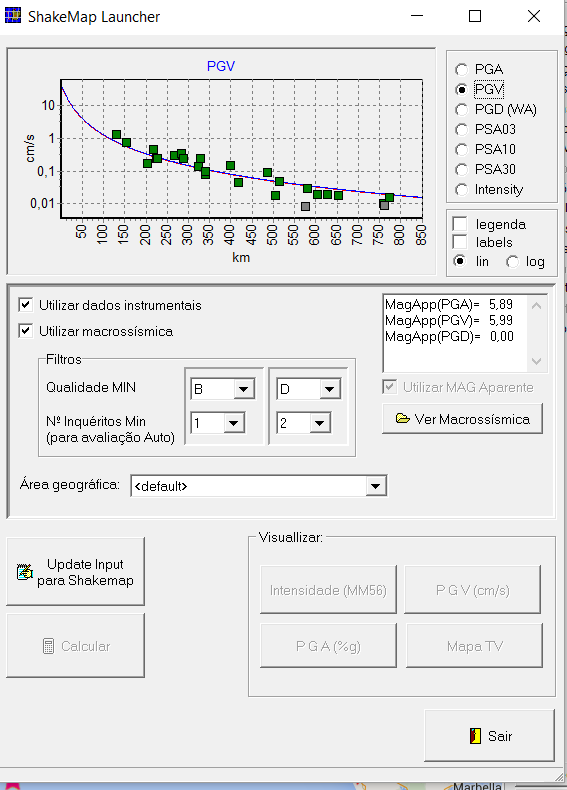 ShakeMap Launcher
PGV
10
1
0,1
0,01
cm/s
50
100
150
200
250
300
350
400
450
500
550
600
650
700
750
800
850
km
PGA
PGV
PGD (WA)
PSA03
PSA10
PSA30
Intensity
legenda
labels
lin
log
Utilizar dados instrumentais
Utilizar macrossísmica
Filtros
Qualidade MIN
B
D
Nº Inquéritos Min
(para avaliação Auto)
1
2
MagApp(PGA)= 5,89
MagApp(PGV)= 5,99
MagApp(PGD)= 0,00
Utilizar MAG Aparente
Ver Macrossísmica
Área geográfica:
<default>
Update Input
para Shakemap
Calcular
Visuallizar:
Intensidade (MM56)
P G V (cm/s)
P G A (%g)
Mapa TV
Sair
Marbella